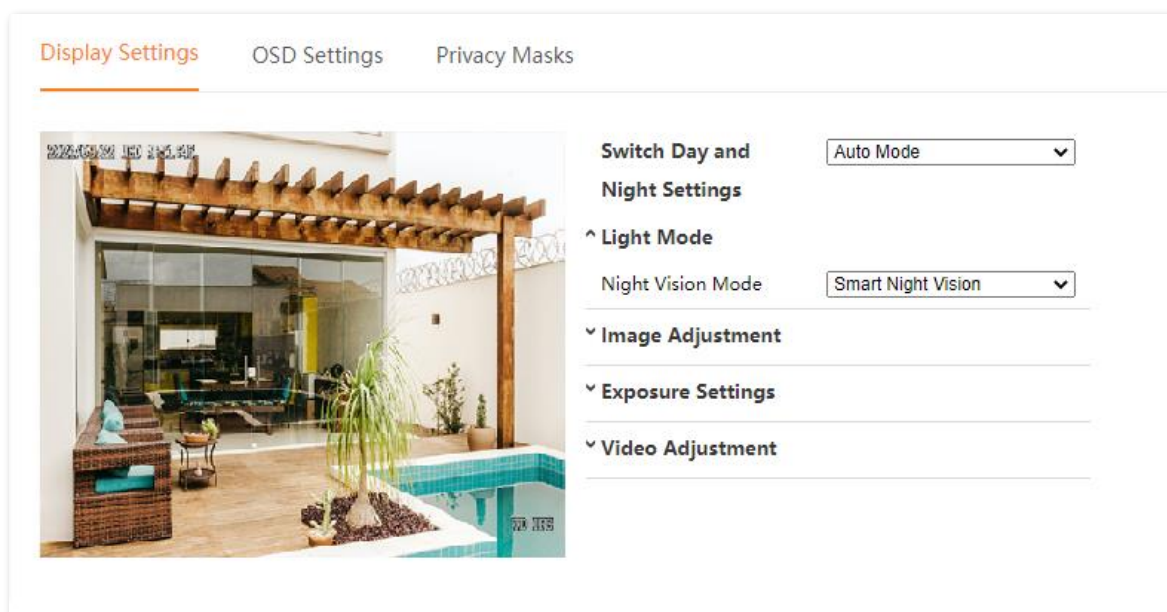 Display Settings
OSD Settings
Privacy Masks
Switch Day and
Night Settings
Auto Mode
Light Mode
Night Vision Mode
Smart Night Vision
Image Adjustment
Exposure Settings
Video Adjustment